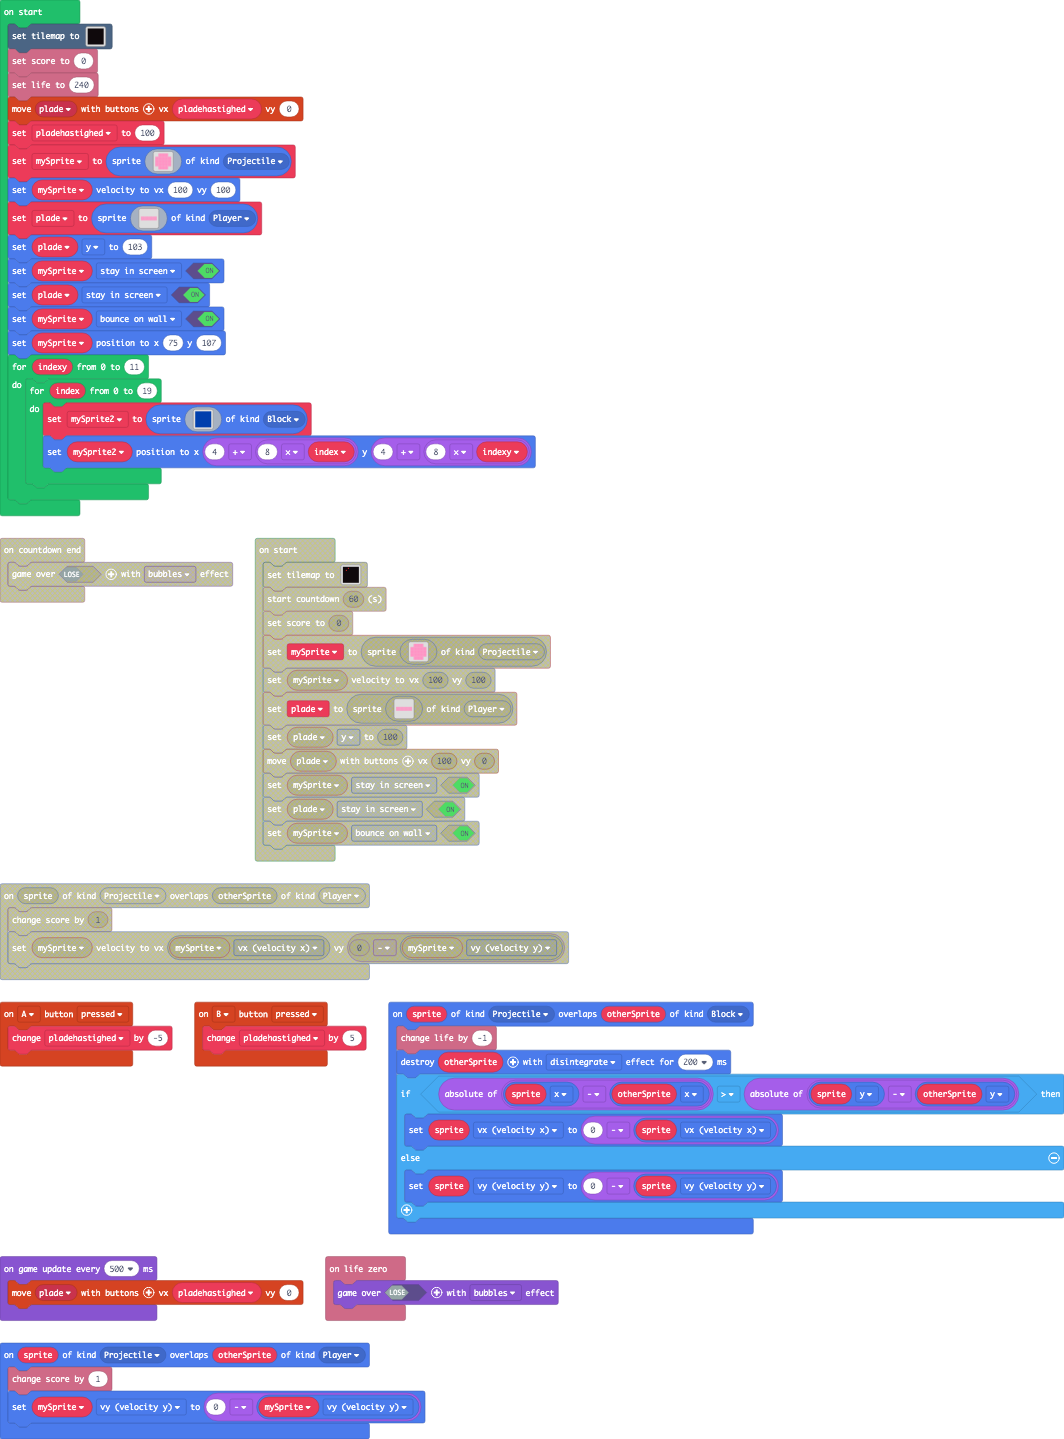 on start
set tilemap to
set score to 0
set life to 240
move plade with buttons vx pladehastighed vy 0
set pladehastighed to 100
set mySprite to sprite of kind Projectile
set mySprite velocity to vx 100 vy 100
set plade to sprite of kind Player
set plade y to 103
set mySprite stay in screen ON
set plade stay in screen ON
set mySprite bounce on wall ON
set mySprite position to x 75 y 107
for indexy from 0 to 11
do for index from 0 to 19
do set mySprite2 to sprite of kind Block
set mySprite2 position to x 4 + 8 x index y 4 + 8 x indexy
on countdown end
game over LOSE with bubbles effect
on start
set tilemap to
start countdown 60 (s)
set score to 0
set mySprite to sprite of kind Projectile
set mySprite velocity to vx 100 vy 100
set plade to sprite of kind Player
set plade y to 100
move plade with buttons vx 100 vy 0
set mySprite stay in screen ON
set plade stay in screen ON
set mySprite bounce on wall ON
on sprite of kind Projectile overlaps otherSprite of kind Player
change score by 1
set mySprite velocity to vx mySprite vx (velocity x) vy 0 - mySprite vy (velocity y)
on A button pressed
change pladehastighed by -5
on B button pressed
change pladehastighed by 5
on sprite of kind Projectile overlaps otherSprite of kind Block
change life by -1
destroy otherSprite with disintegrate effect for 200 ms
if absolute of sprite x - otherSprite x > absolute of sprite y - otherSprite y then
set sprite vx (velocity x) to 0 - sprite vx (velocity x)
else
set sprite vy (velocity y) to 0 - sprite vy (velocity y)
on game update every 500 ms
move plade with buttons vx pladehastighed vy 0
on life zero
game over LOSE with bubbles effect
on sprite of kind Projectile overlaps otherSprite of kind Player
change score by 1
set mySprite vy (velocity y) to 0 - mySprite vy (velocity y)